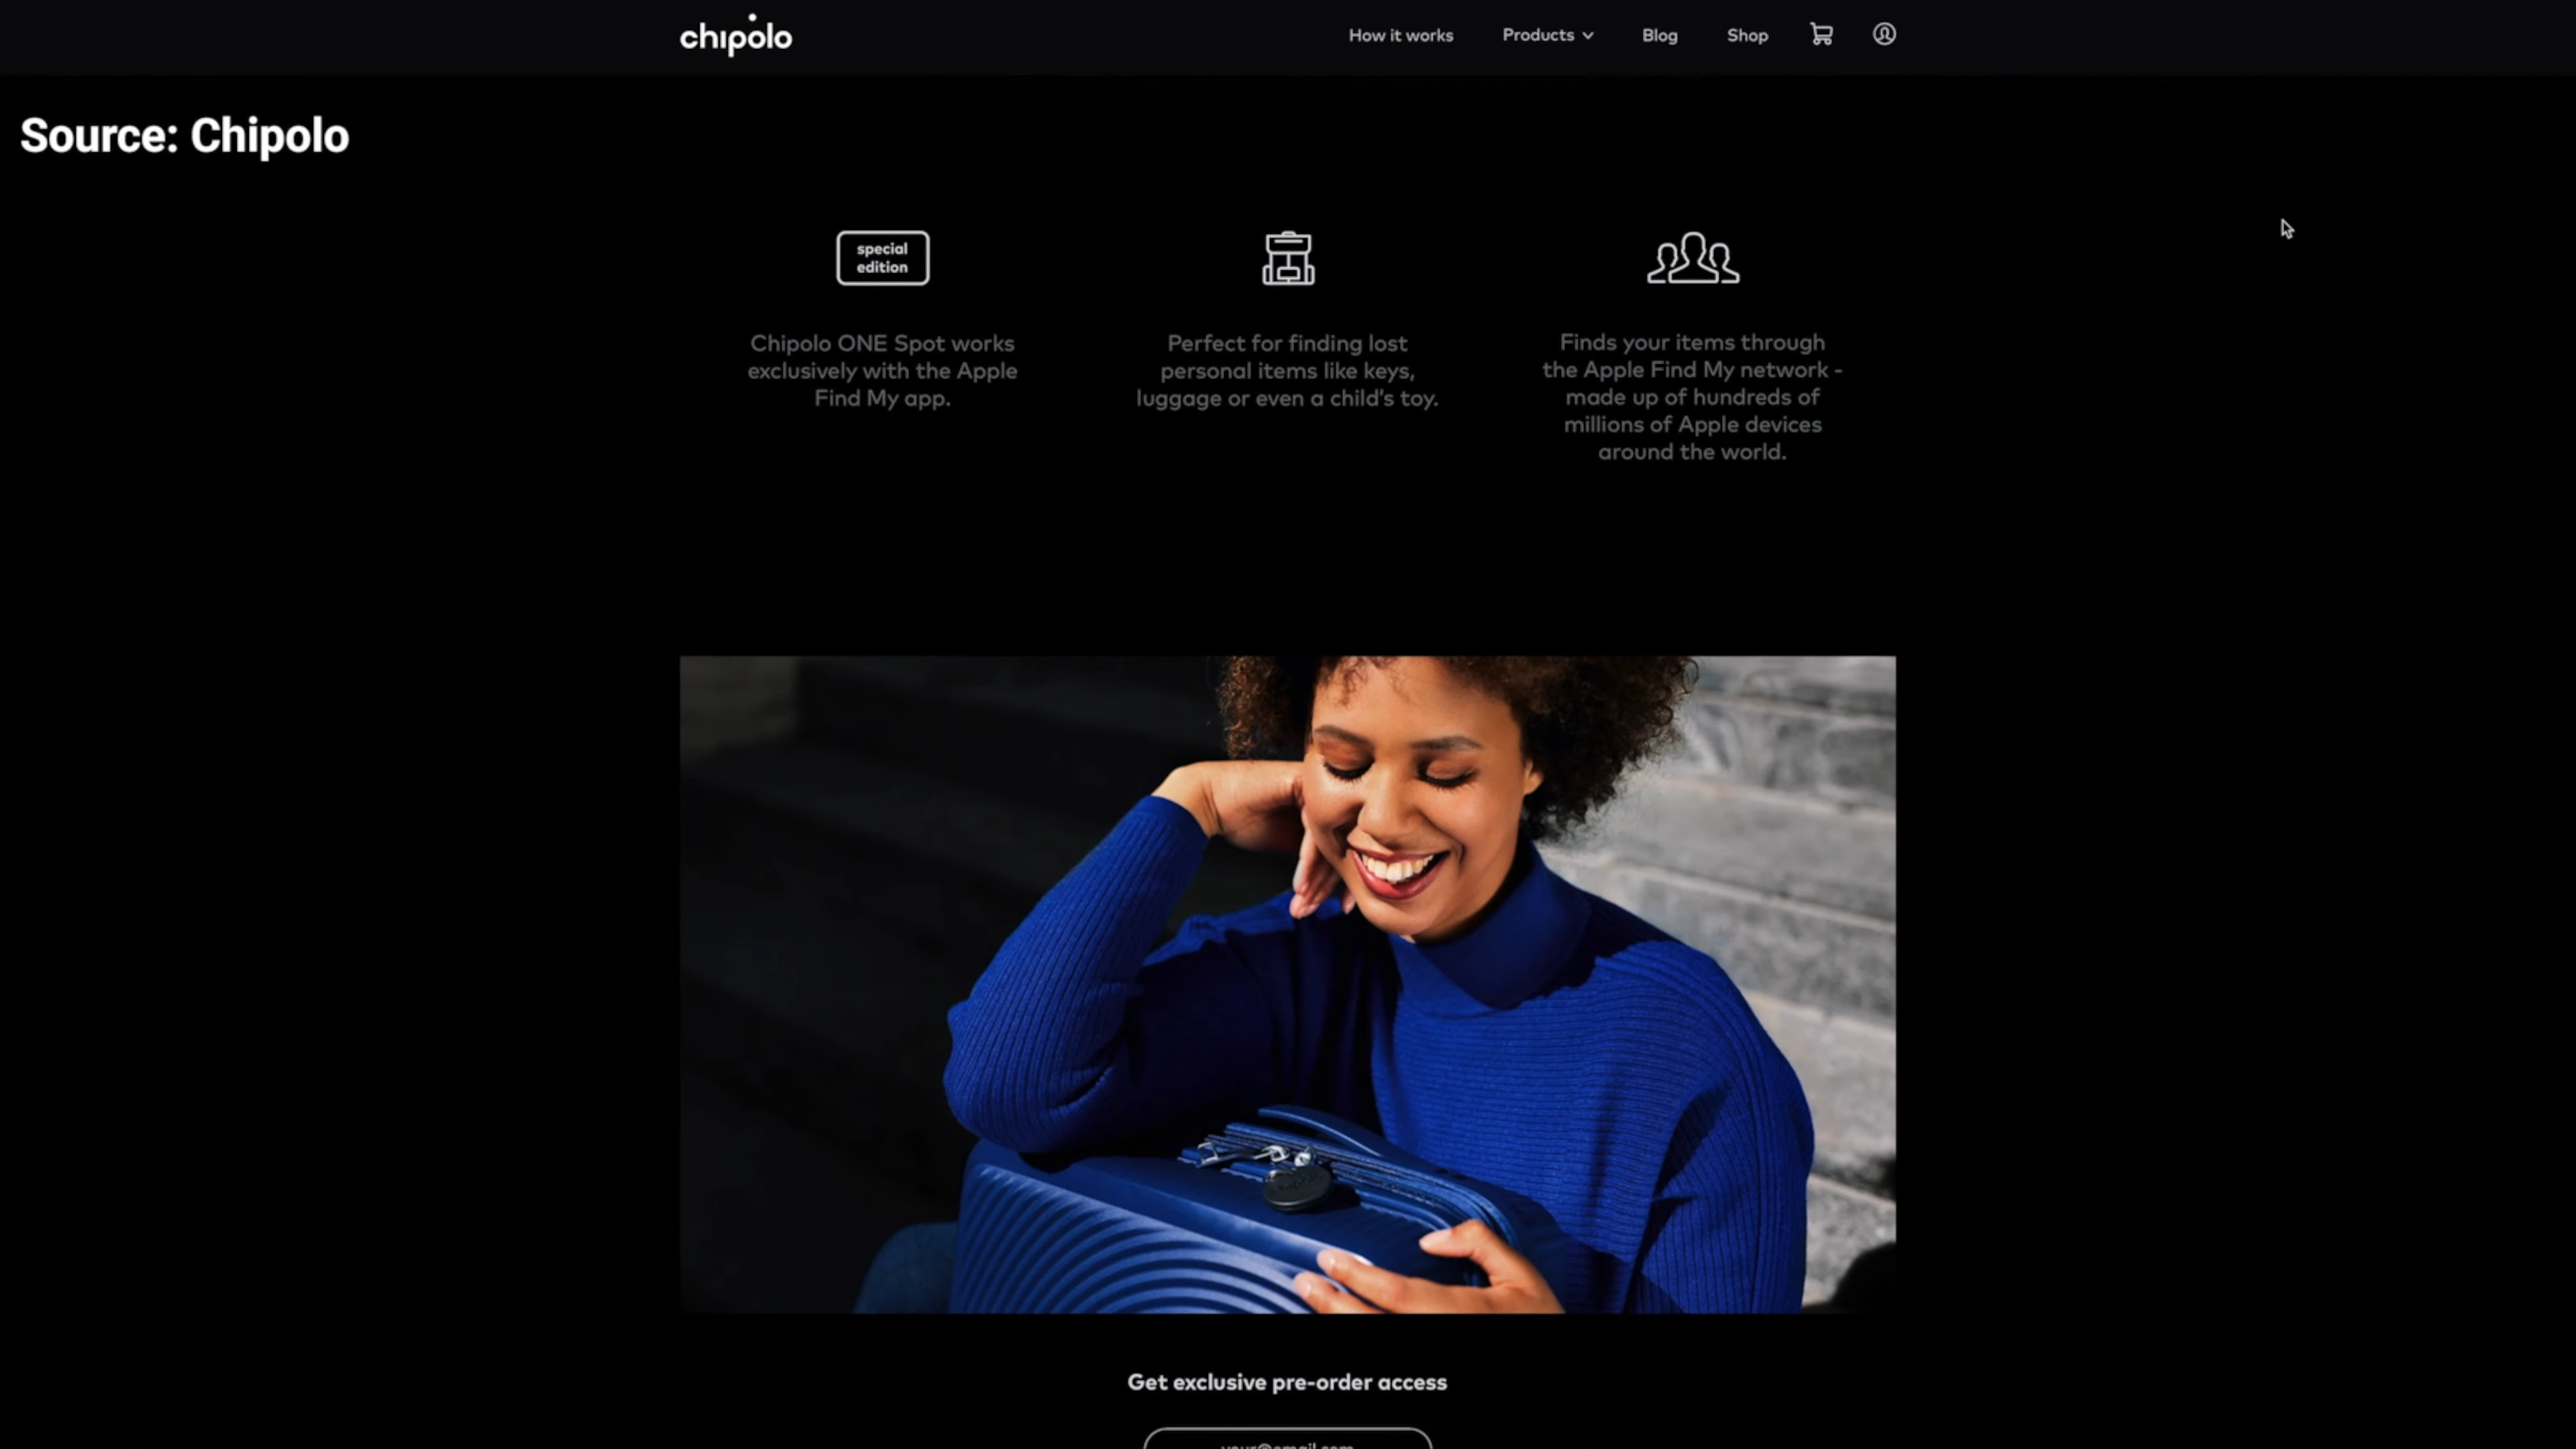 chipolo
How it works
Products
Blog
Shop
Source: Chipolo
special
edition
Chipolo ONE Spot works
exclusively with the Apple
Find My app.
Perfect for finding lost
personal items like keys,
luggage or even a child's toy.
Finds your items through
the Apple Find My network -
made up of hundreds of
millions of Apple devices
around the world.
Get exclusive pre-order access
your@email.com